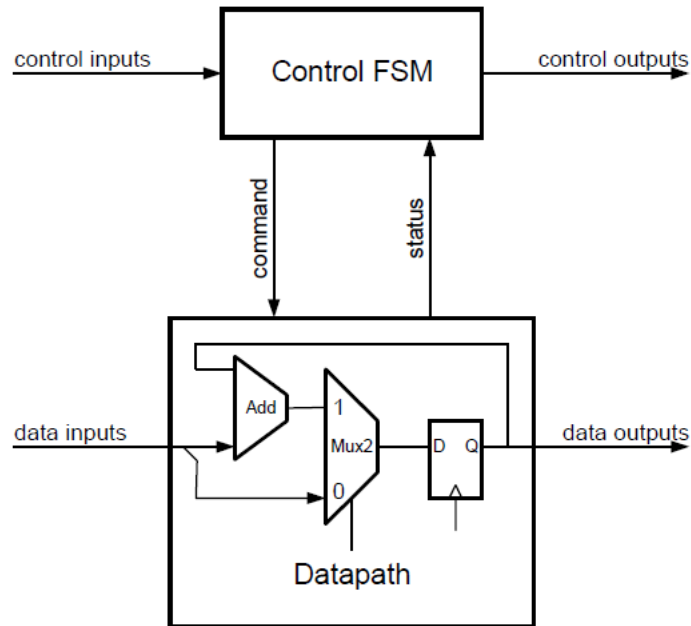 control inputs
Control FSM
control outputs
command
status
Add
1
data inputs
Mux2
D Q
data outputs
0
Datapath